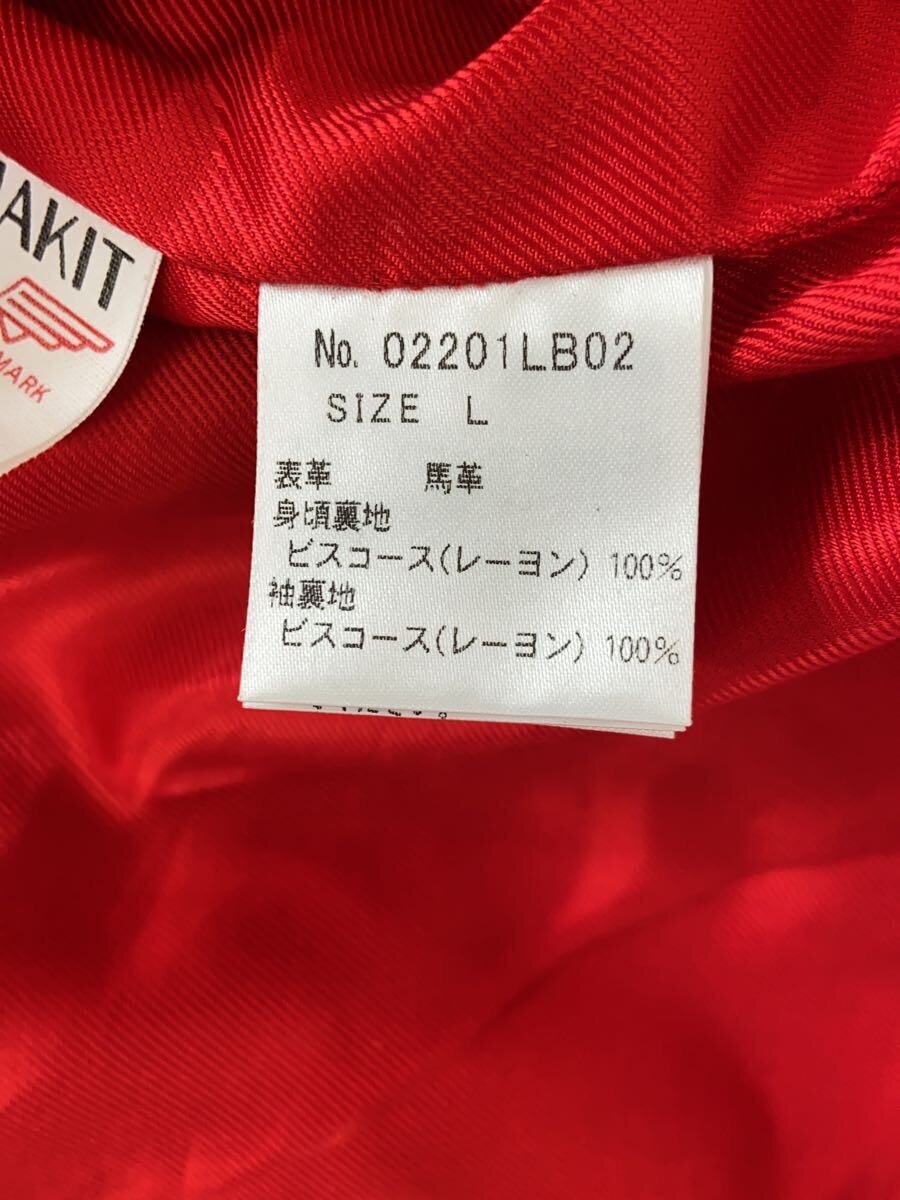 MAKIT
MARK
No. 02201LB02
SIZE L
表革 馬革
身頃裏地
ビスコース(レーヨン) 100%
袖裏地
ビスコース(レーヨン) 100%